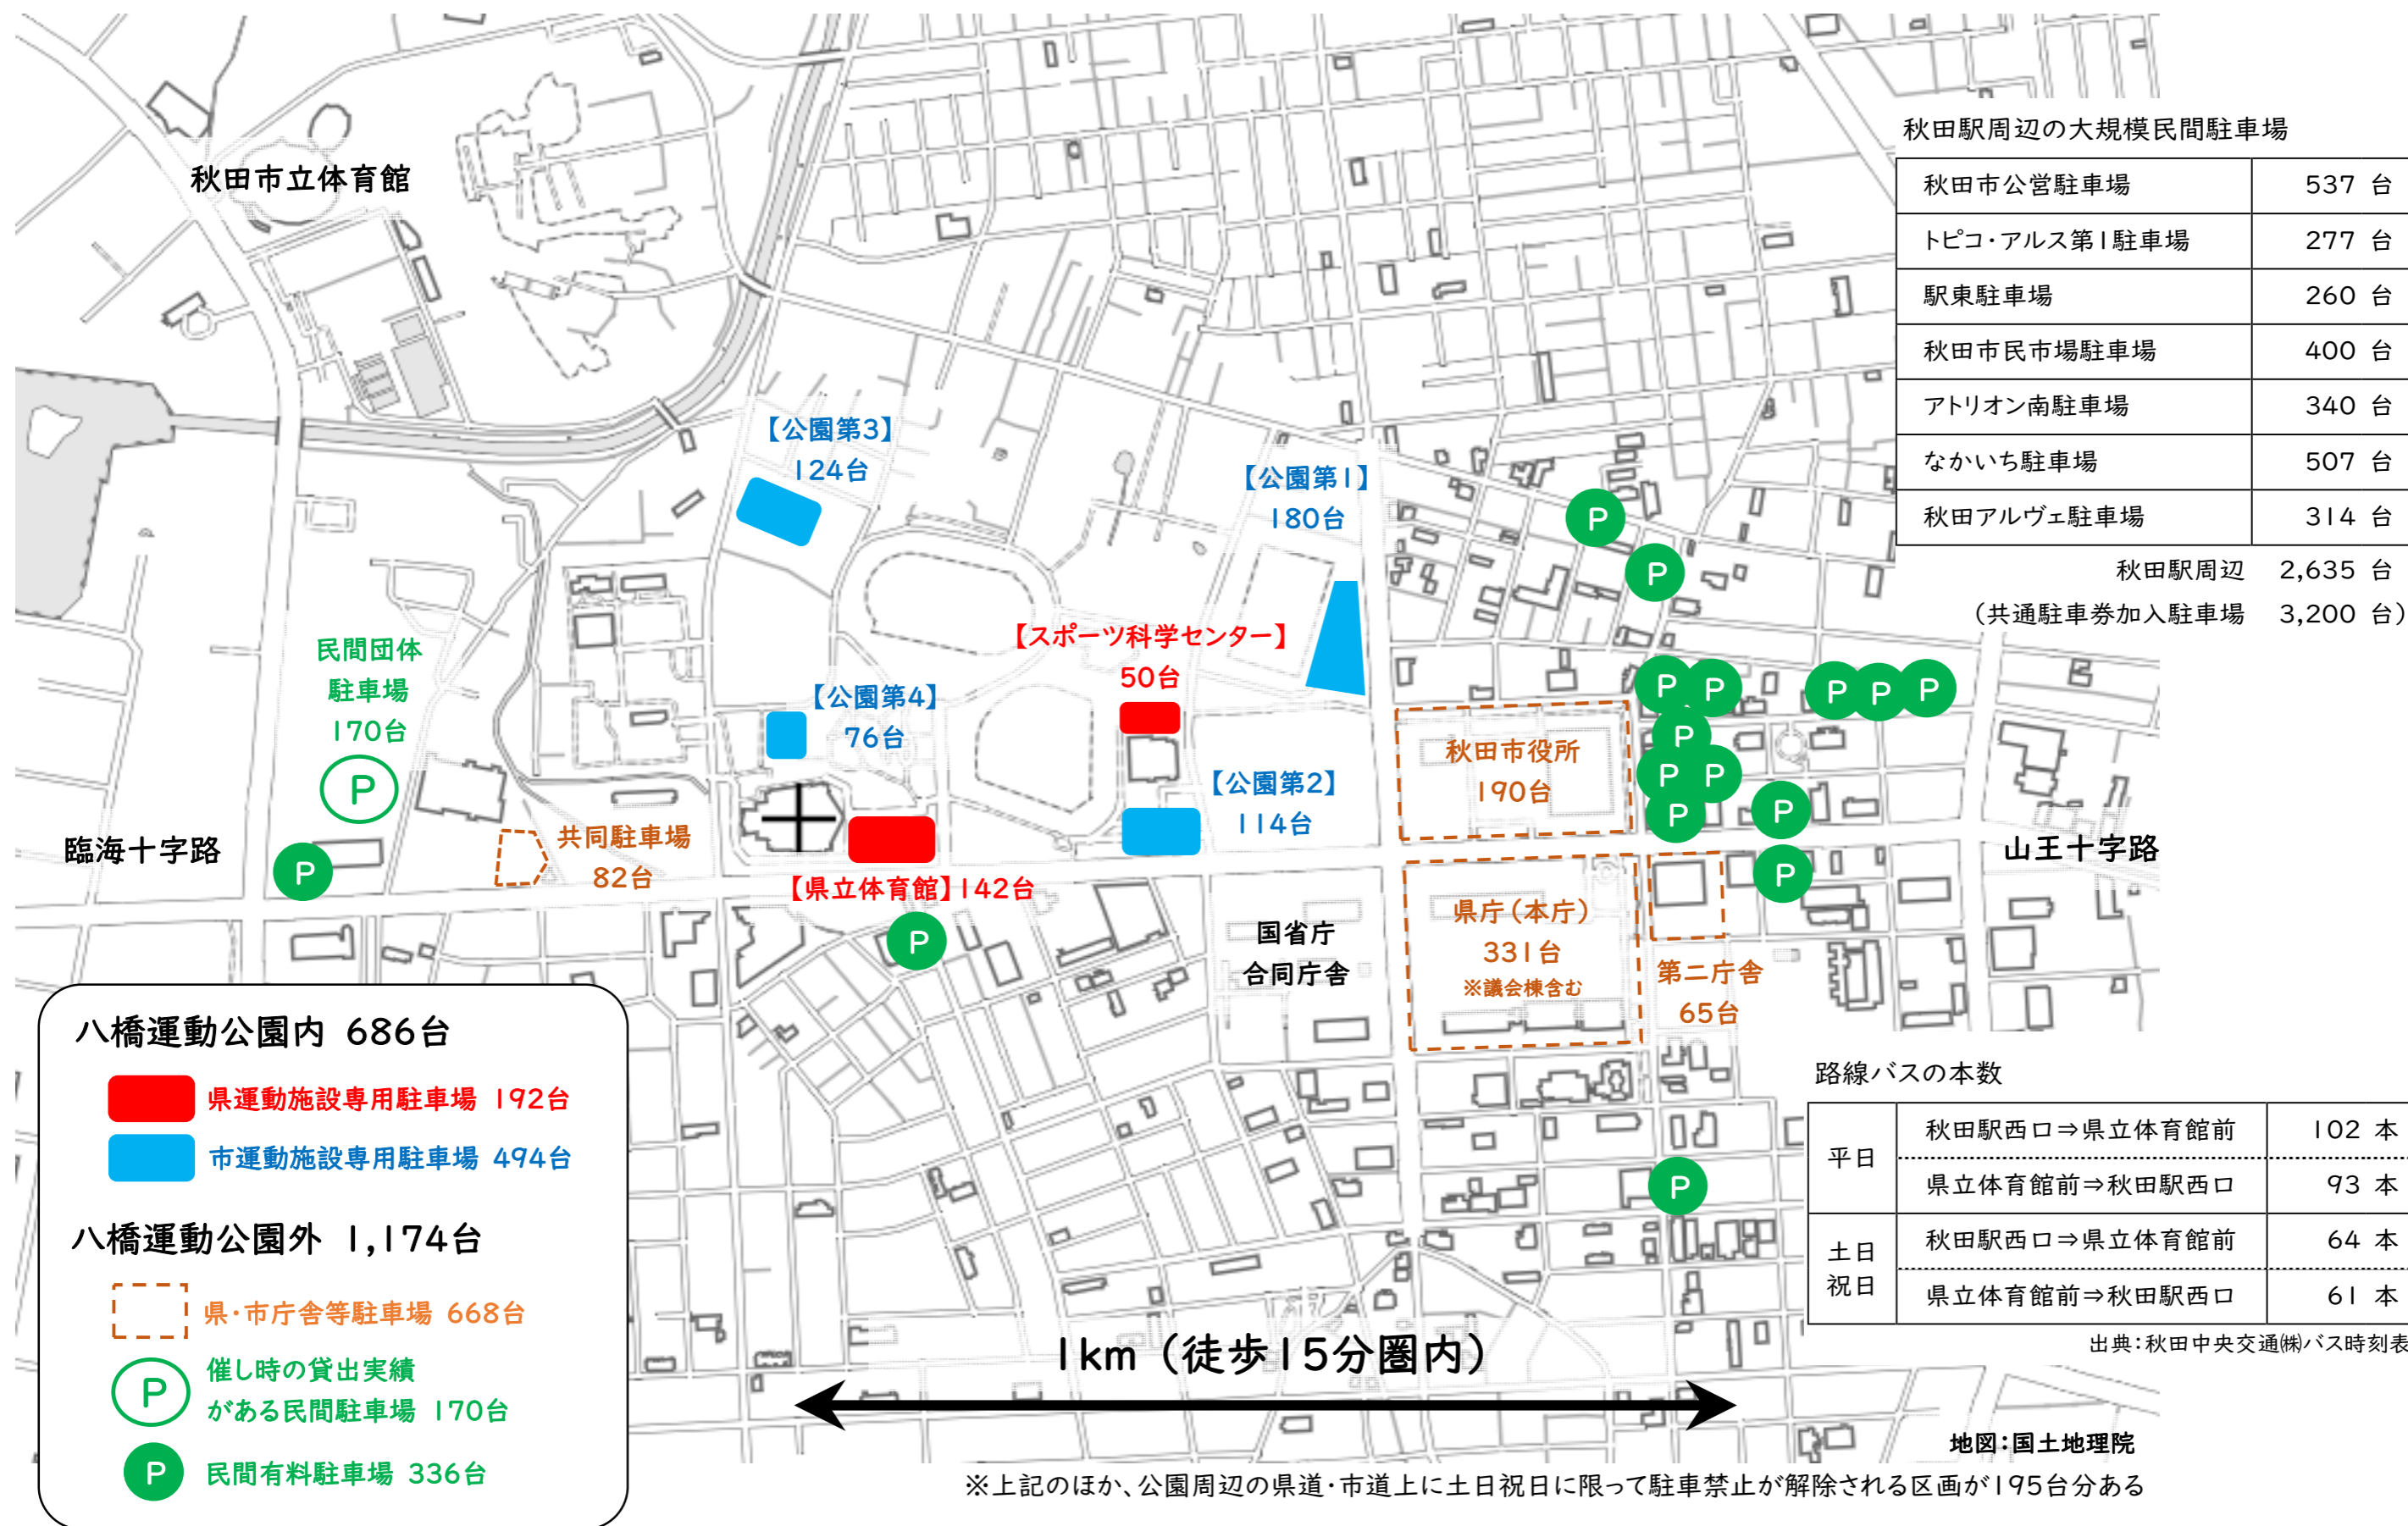 秋田市立体育館
秋田駅周辺の大規模民間駐車場
秋田市公営駐車場 537 台
トピコ・アルス第1駐車場 277 台
駅東駐車場 260 台
秋田市民市場駐車場 400 台
アトリオン南駐車場 340 台
なかいち駐車場 507 台
秋田アルヴェ駐車場 314 台
秋田駅周辺 2,635 台
(共通駐車券加入駐車場 3,200 台)
【公園第3】
124台
【公園第1】
180台
P
P
【スポーツ科学センター】
50台
民間団体
駐車場
170台
P
【公園第4】
76台
秋田市役所
190台
P P
P
P P
P
P P P
P
P
【公園第2】
114台
臨海十字路
P
共同駐車場
82台
【県立体育館】142台
P
国省庁
合同庁舎
県庁(本庁)
331台
※議会棟含む
第二庁舎
65台
山王十字路
P
八橋運動公園内 686台
県運動施設専用駐車場 192台
市運動施設専用駐車場 494台
八橋運動公園外 1,174台
県・市庁舎等駐車場 668台
P
催し時の貸出実績
がある民間駐車場 170台
P
民間有料駐車場 336台
路線バスの本数
平日
秋田駅西口⇒県立体育館前 102 本
県立体育館前⇒秋田駅西口 93 本
土日
祝日
秋田駅西口⇒県立体育館前 64 本
県立体育館前⇒秋田駅西口 61 本
出典:秋田中央交通㈱バス時刻表
1km(徒歩15分圏内)
地図:国土地理院
※上記のほか、公園周辺の県道・市道上に土日祝日に限って駐車禁止が解除される区画が195台分ある